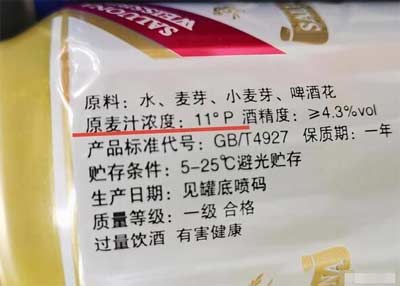 SALUTON
WEISS
原料：水、麦芽、小麦芽、啤酒花
原麦汁浓度：11°P 酒精度：≥4.3%vol
产品标准代号：GB/T4927 保质期：一年
贮存条件：5-25℃避光贮存
生产日期：见罐底喷码
质量等级：一级 合格
过量饮酒 有害健康